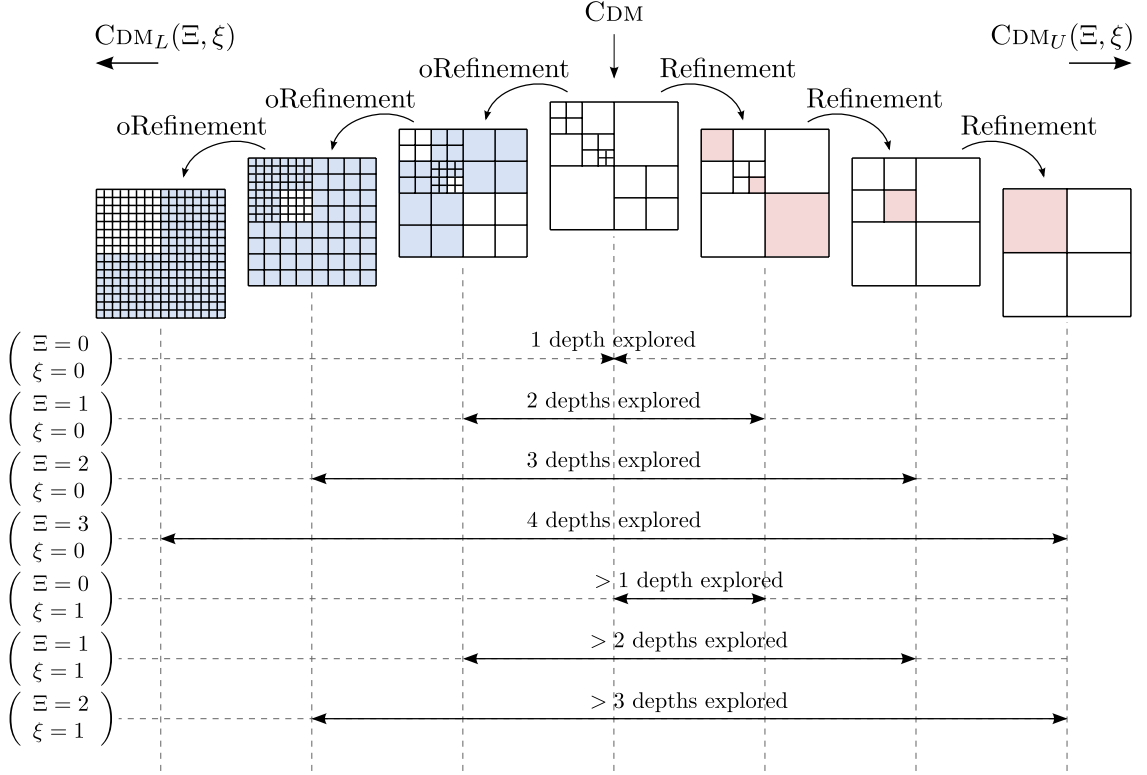 CDM
CDM_L(Ξ, ξ)
CDM_U(Ξ, ξ)
oRefinement
Refinement
oRefinement
Refinement
oRefinement
Refinement
Ξ = 0
ξ = 0
1 depth explored
Ξ = 1
ξ = 0
2 depths explored
Ξ = 2
ξ = 0
3 depths explored
Ξ = 3
ξ = 0
4 depths explored
Ξ = 0
ξ = 1
> 1 depth explored
Ξ = 1
ξ = 1
> 2 depths explored
Ξ = 2
ξ = 1
> 3 depths explored